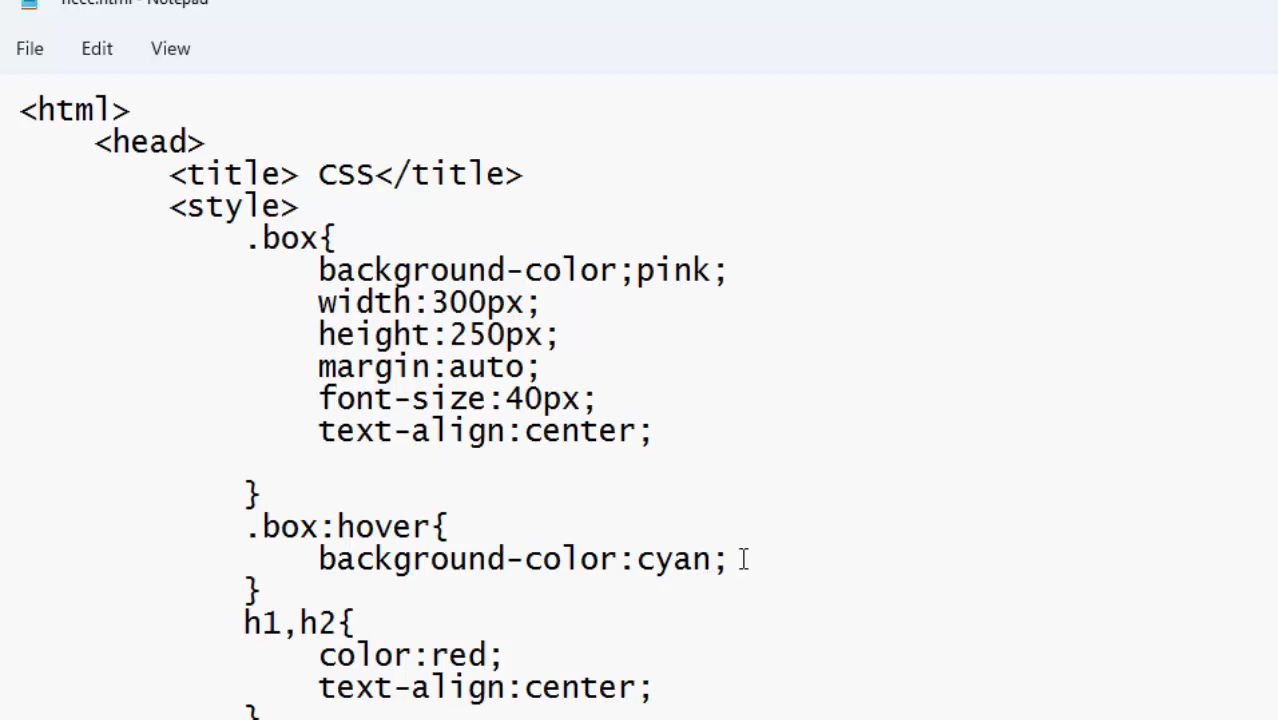 File Edit View
<html>
<head>
<title> CSS</title>
<style>
.box{
background-color;pink;
width:300px;
height:250px;
margin:auto;
font-size:40px;
text-align:center;
}
.box:hover{
background-color:cyan;
}
h1,h2{
color:red;
text-align:center;
}